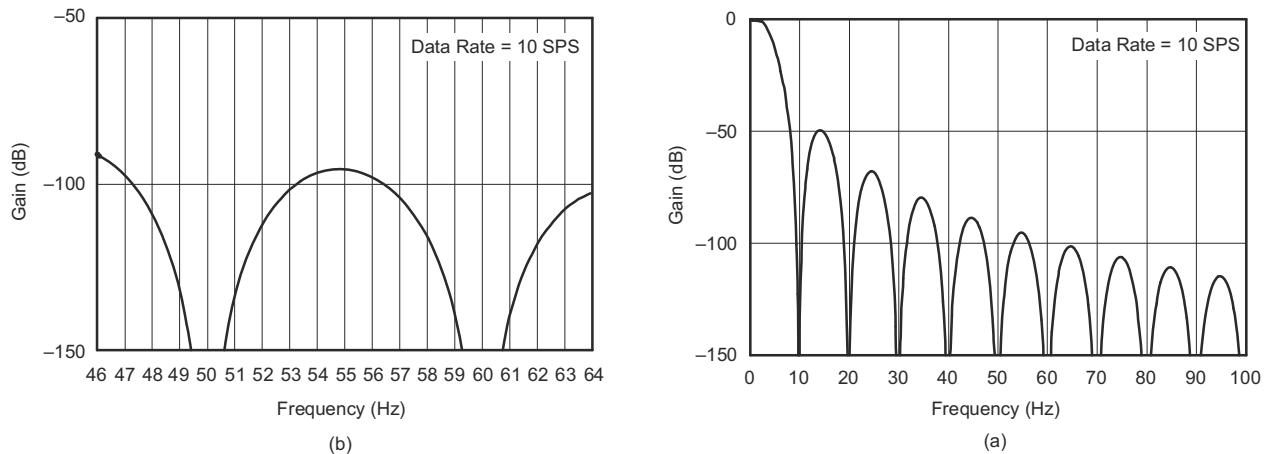 –50
Data Rate = 10 SPS
Gain (dB)
–100
–150
46 47 48 49 50 51 52 53 54 55 56 57 58 59 60 61 62 63 64
Frequency (Hz)
(b)
0
Data Rate = 10 SPS
–50
Gain (dB)
–100
–150
0 10 20 30 40 50 60 70 80 90 100
Frequency (Hz)
(a)